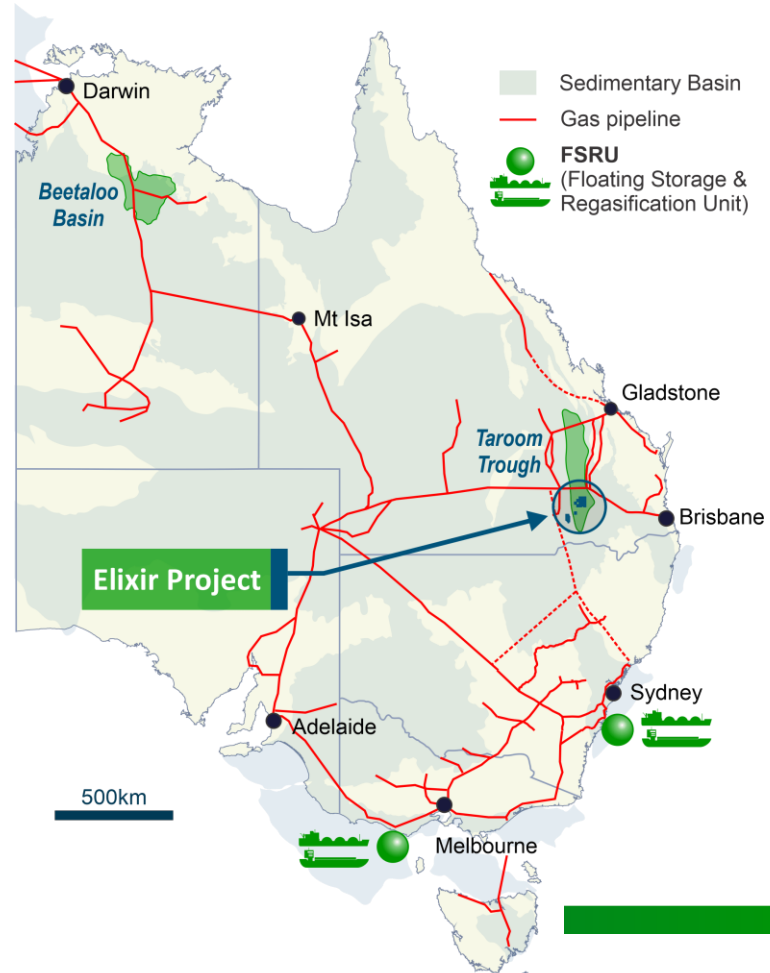 Darwin
Sedimentary Basin
Gas pipeline
FSRU
(Floating Storage &
Regasification Unit)
Beetaloo
Basin
Mt Isa
Gladstone
Taroom
Trough
Brisbane
Elixir Project
Sydney
Adelaide
500km
Melbourne